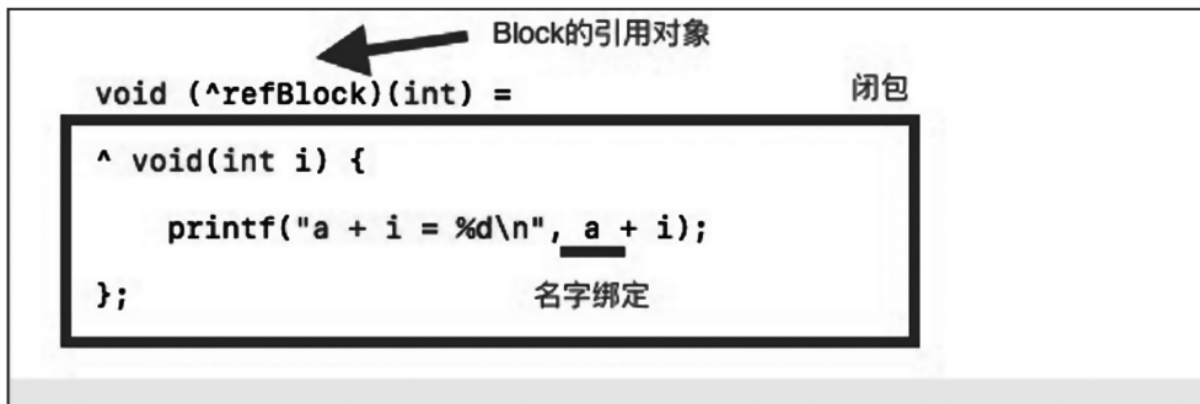 Block的引用对象
void (^refBlock)(int) =
闭包
^ void(int i) {
printf("a + i = %d\n", a + i);
};
名字绑定